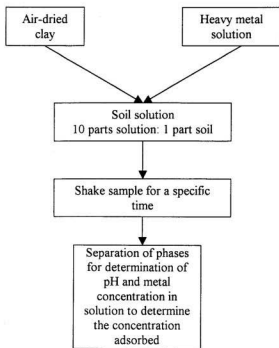 Air-dried
clay
Heavy metal
solution
Soil solution
10 parts solution: 1 part soil
Shake sample for a specific
time
Separation of phases
for determination of
pH and metal
concentration in
solution to determine
the concentration
adsorbed